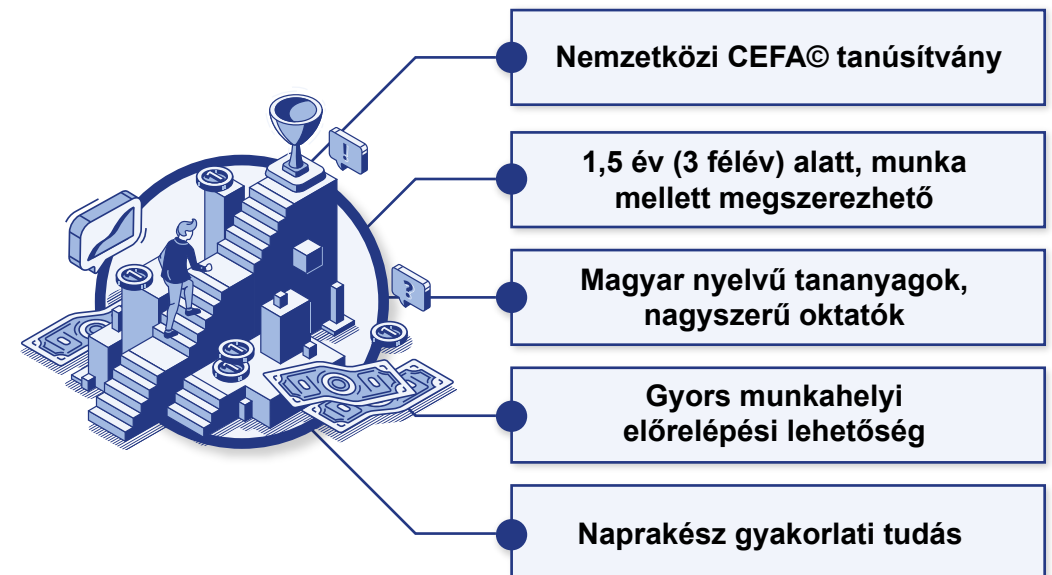 Nemzetközi CEFA© tanúsítvány
1,5 év (3 félév) alatt, munka
mellett megszerezhető
Magyar nyelvű tananyagok,
nagyszerű oktatók
Gyors munkahelyi
előrelépési lehetőség
Naprakész gyakorlati tudás
!
?